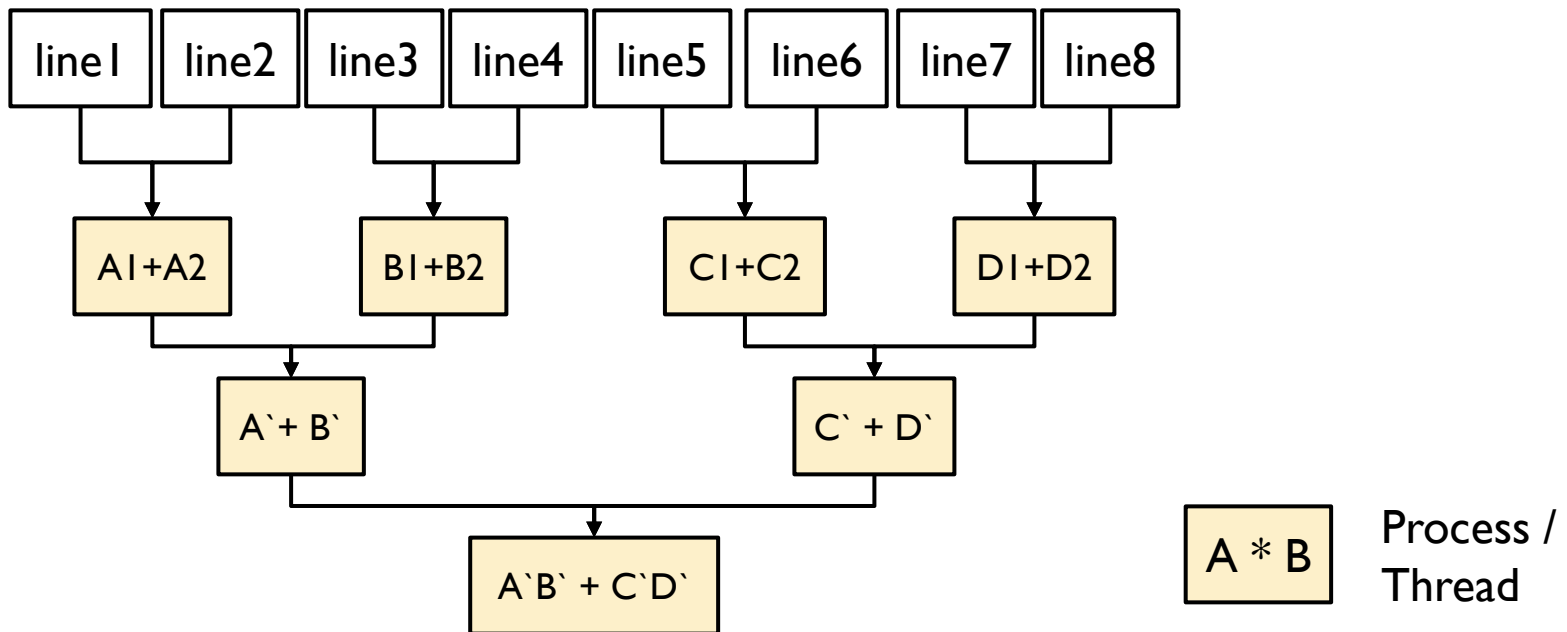 line1
line2
line3
line4
line5
line6
line7
line8
A1+A2
B1+B2
C1+C2
D1+D2
A`+ B`
C` + D`
A`B` + C`D`
A * B
Process /
Thread